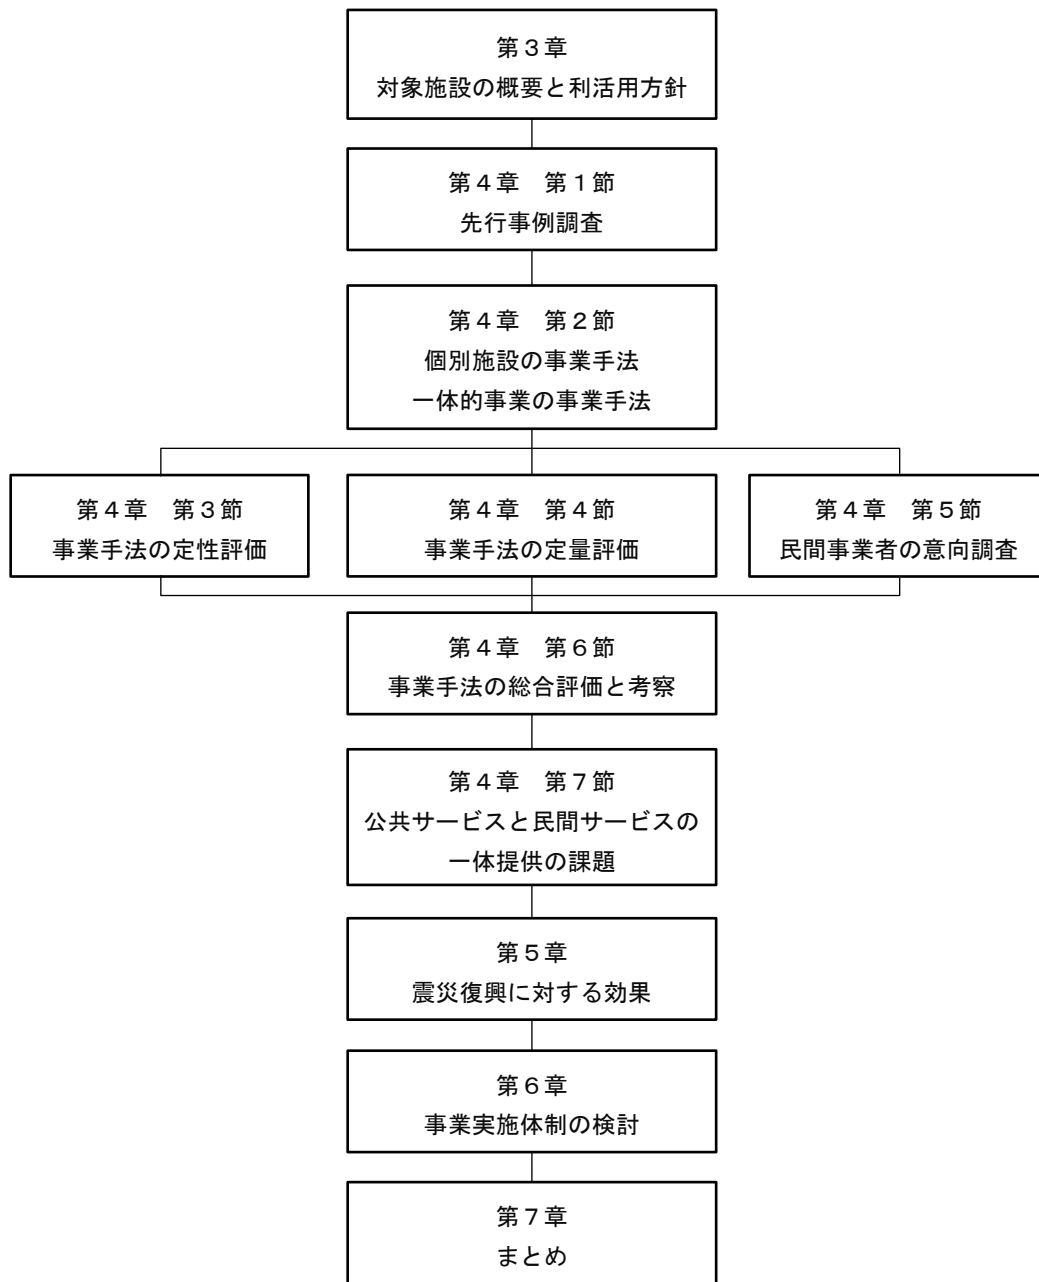 第３章
対象施設の概要と利活用方針
第４章　第１節
先行事例調査
第４章　第２節
個別施設の事業手法
一体的事業の事業手法
第４章　第３節
事業手法の定性評価
第４章　第４節
事業手法の定量評価
第４章　第５節
民間事業者の意向調査
第４章　第６節
事業手法の総合評価と考察
第４章　第７節
公共サービスと民間サービスの
一体提供の課題
第５章
震災復興に対する効果
第６章
事業実施体制の検討
第７章
まとめ